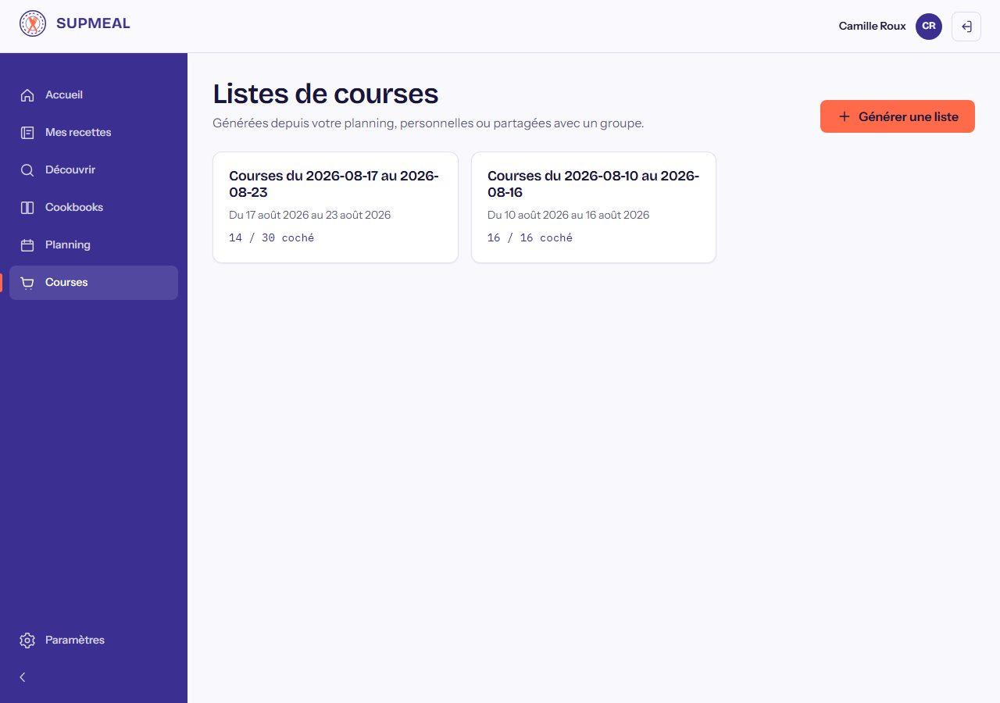 SUPMEAL
Camille Roux
CR
Accueil
Mes recettes
Découvrir
Cookbooks
Planning
Courses
Paramètres
Listes de courses
Générées depuis votre planning, personnelles ou partagées avec un groupe.
Générer une liste
Courses du 2026-08-17 au 2026-
08-23
Du 17 août 2026 au 23 août 2026
14 / 30 coché
Courses du 2026-08-10 au 2026-
08-16
Du 10 août 2026 au 16 août 2026
16 / 16 coché